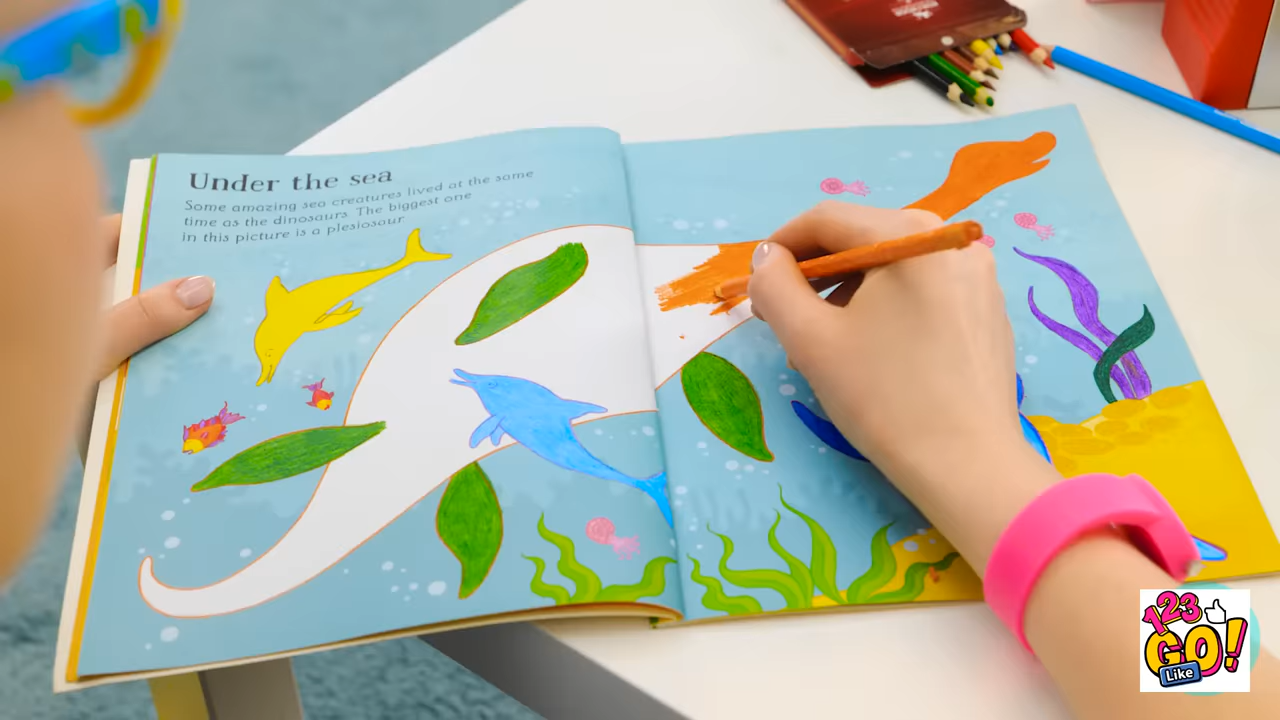 Under the sea
Some amazing sea creatures lived at the same
time as the dinosaurs. The biggest one
in this picture is a plesiosour.
123
GO!
Like